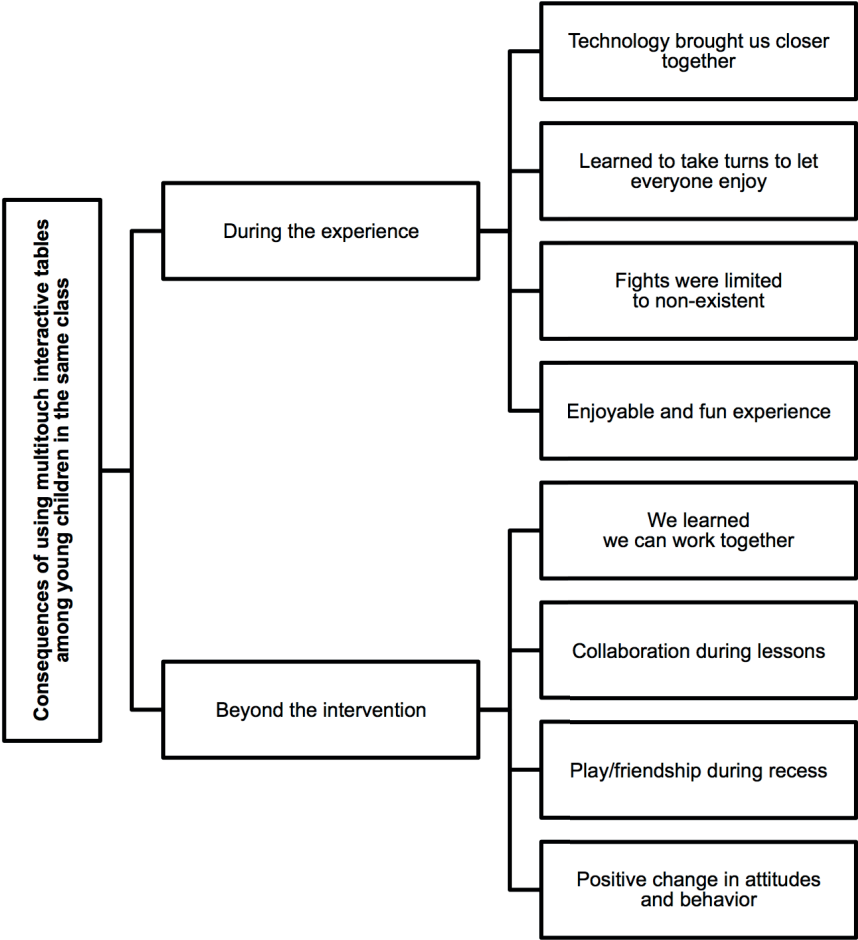 Consequences of using multitouch interactive tables
among young children in the same class
During the experience
Technology brought us closer
together
Learned to take turns to let
everyone enjoy
Fights were limited
to non-existent
Enjoyable and fun experience
Beyond the intervention
We learned
we can work together
Collaboration during lessons
Play/friendship during recess
Positive change in attitudes
and behavior